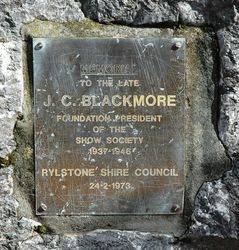 MEMORIAL
TO THE LATE
J. C. BLACKMORE
FOUNDATION PRESIDENT
OF THE
SHOW SOCIETY
1937-1946
RYLSTONE SHIRE COUNCIL
24-2-1973.